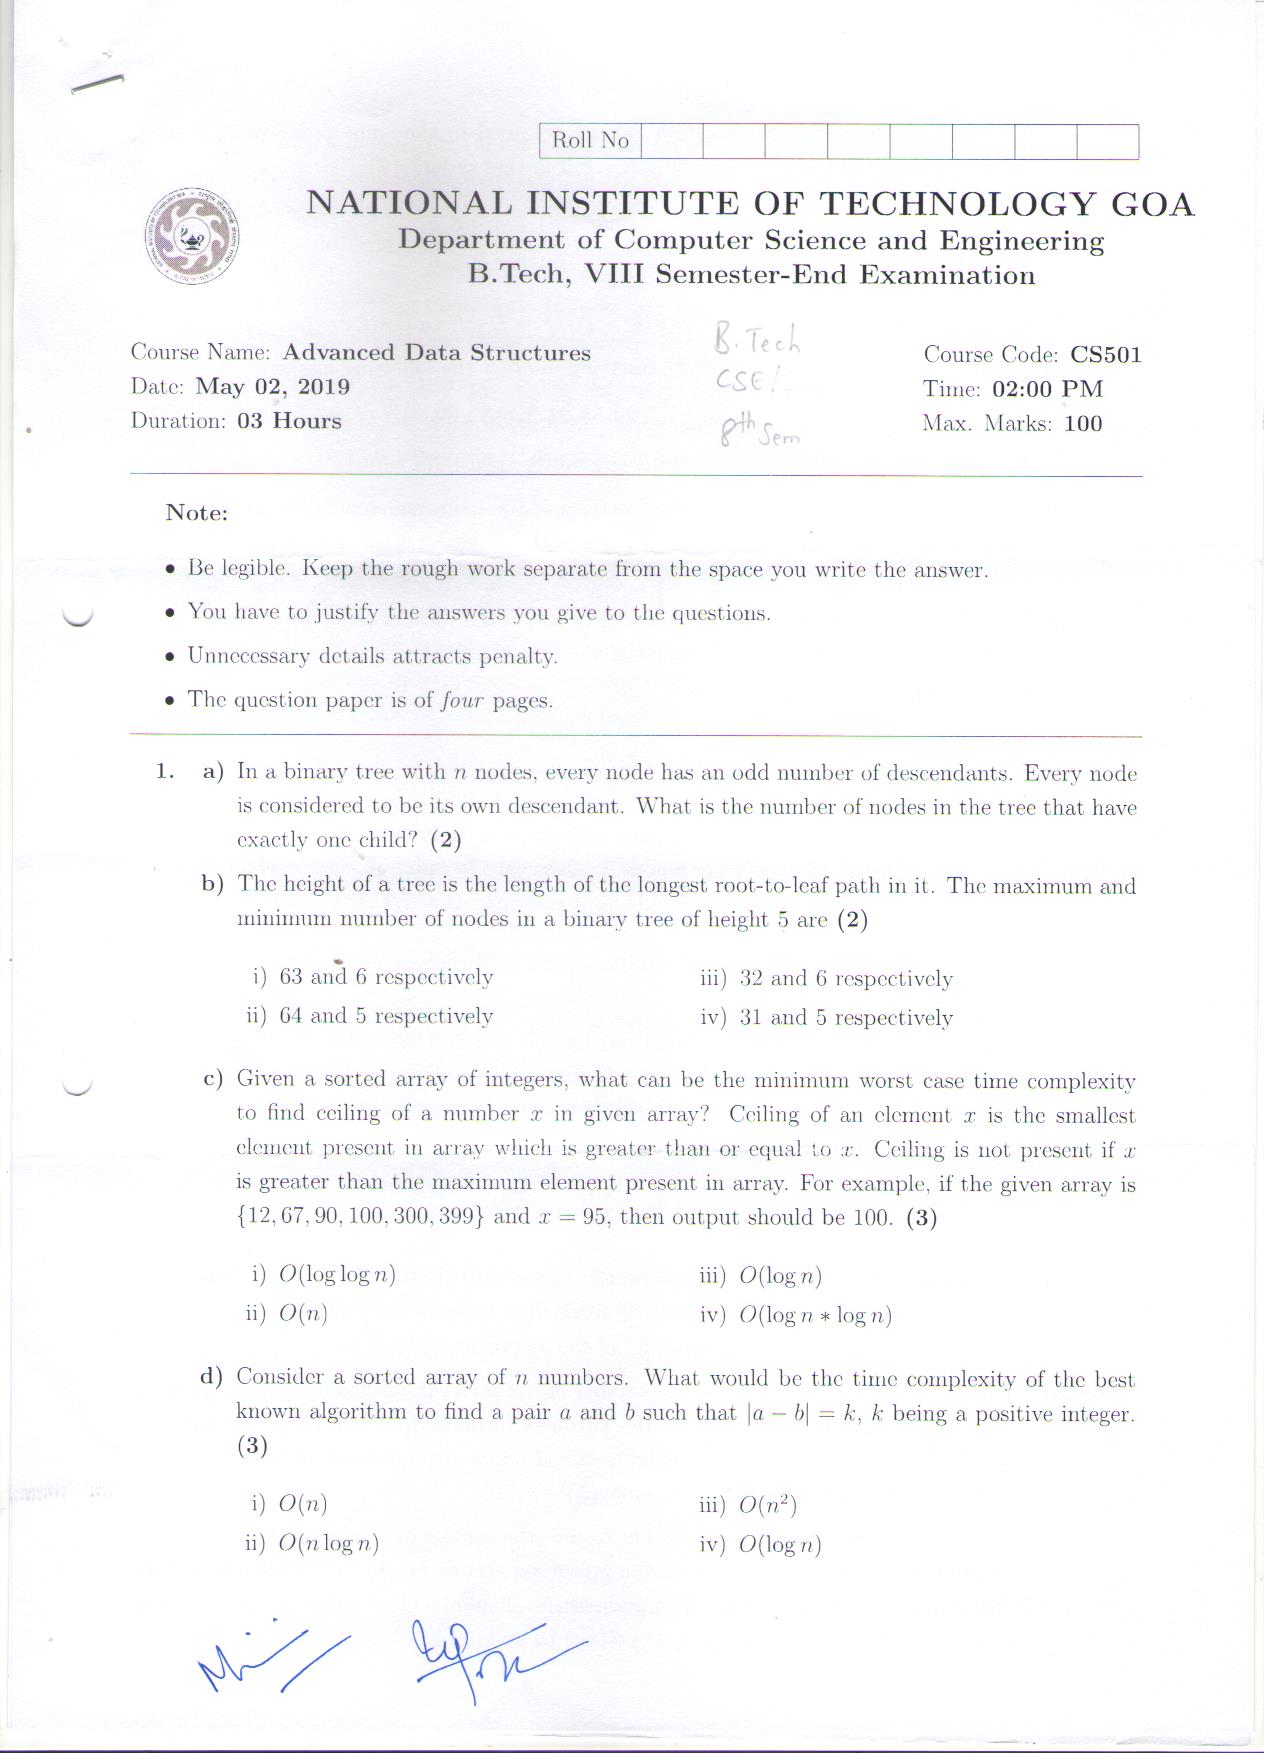 Roll No
NATIONAL INSTITUTE OF TECHNOLOGY GOA
Department of Computer Science and Engineering
B.Tech, VIII Semester-End Examination
Course Name: Advanced Data Structures
Date: May 02, 2019
Duration: 03 Hours
B.Tech
CSE
8th Sem
Course Code: CS501
Time: 02:00 PM
Max. Marks: 100
Note:
• Be legible. Keep the rough work separate from the space you write the answer.
• You have to justify the answers you give to the questions.
• Unnecessary details attracts penalty.
• The question paper is of four pages.
1. a) In a binary tree with n nodes, every node has an odd number of descendants. Every node
is considered to be its own descendant. What is the number of nodes in the tree that have
exactly one child? (2)
b) The height of a tree is the length of the longest root-to-leaf path in it. The maximum and
minimum number of nodes in a binary tree of height 5 are (2)
i) 63 and 6 respectively
ii) 64 and 5 respectively
iii) 32 and 6 respectively
iv) 31 and 5 respectively
c) Given a sorted array of integers, what can be the minimum worst case time complexity
to find ceiling of a number x in given array? Ceiling of an element x is the smallest
element present in array which is greater than or equal to x. Ceiling is not present if x
is greater than the maximum element present in array. For example, if the given array is
{12, 67, 90, 100, 300, 399} and x = 95, then output should be 100. (3)
i) O(log log n)
ii) O(n)
iii) O(log n)
iv) O(log n * log n)
d) Consider a sorted array of n numbers. What would be the time complexity of the best
known algorithm to find a pair a and b such that |a − b| = k, k being a positive integer.
(3)
i) O(n)
ii) O(n log n)
iii) O(n²)
iv) O(log n)